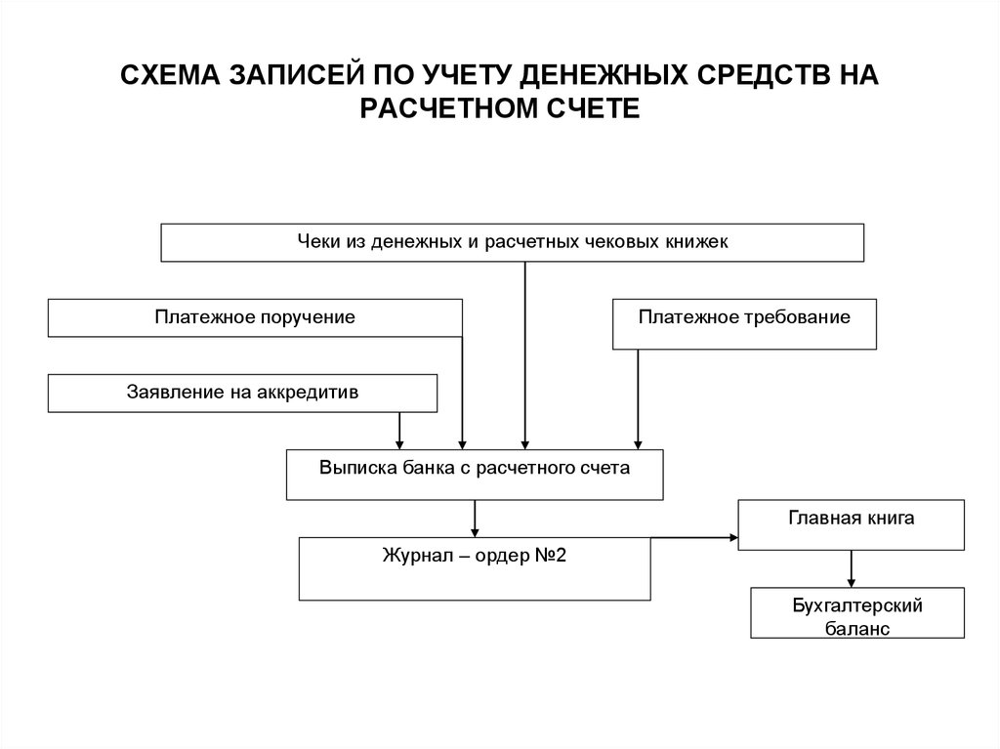 СХЕМА ЗАПИСЕЙ ПО УЧЕТУ ДЕНЕЖНЫХ СРЕДСТВ НА
РАСЧЕТНОМ СЧЕТЕ
Чеки из денежных и расчетных чековых книжек
Платежное поручение
Платежное требование
Заявление на аккредитив
Выписка банка с расчетного счета
Главная книга
Журнал – ордер №2
Бухгалтерский
баланс